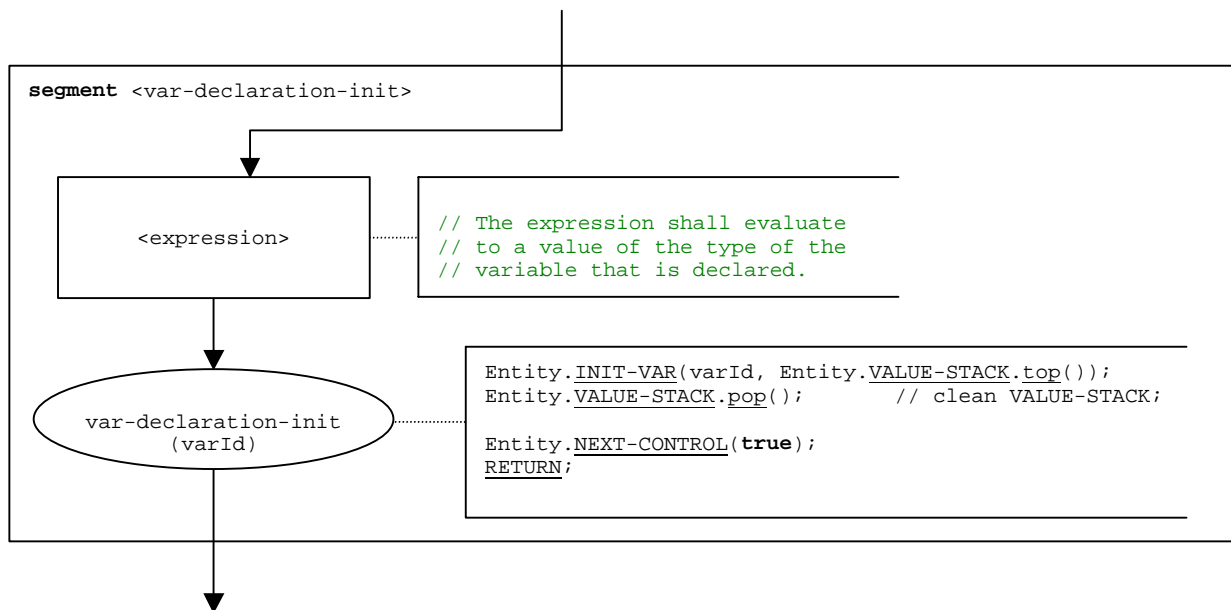 segment <var-declaration-init>
<expression>
// The expression shall evaluate
// to a value of the type of the
// variable that is declared.
var-declaration-init
(varId)
Entity.INIT-VAR(varId, Entity.VALUE-STACK.top());
Entity.VALUE-STACK.pop(); // clean VALUE-STACK;
Entity.NEXT-CONTROL(true);
RETURN;